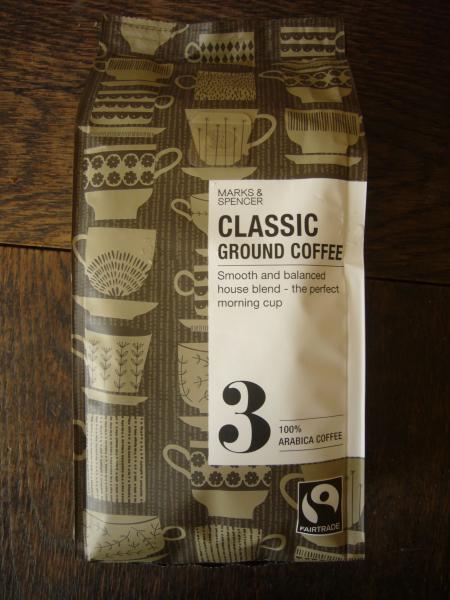 MARKS &
SPENCER
CLASSIC
GROUND COFFEE
Smooth and balanced
house blend - the perfect
morning cup
3
100%
ARABICA COFFEE
FAIRTRADE